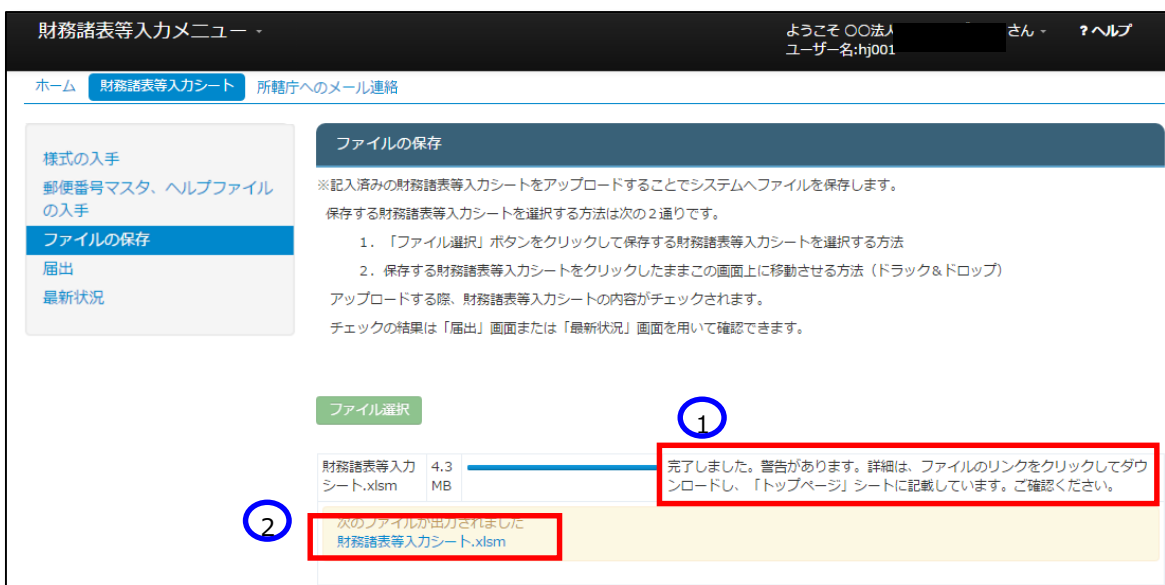 財務諸表等入力メニュー
ようこそ 〇〇法人 さん
? ヘルプ
ユーザー名:hj001
ホーム 財務諸表等入力シート 所轄庁へのメール連絡
様式の入手
郵便番号マスタ、ヘルプファイル
の入手
ファイルの保存
届出
最新状況
ファイルの保存
※記入済みの財務諸表等入力シートをアップロードすることでシステムへファイルを保存します。
保存する財務諸表等入力シートを選択する方法は次の２通りです。
１．「ファイル選択」ボタンをクリックして保存する財務諸表等入力シートを選択する方法
２．保存する財務諸表等入力シートをクリックしたままこの画面上に移動させる方法（ドラック＆ドロップ）
アップロードする際、財務諸表等入力シートの内容がチェックされます。
チェックの結果は「届出」画面または「最新状況」画面を用いて確認できます。
ファイル選択
1
財務諸表等入力
シート.xlsm
4.3
MB
完了しました。警告があります。詳細は、ファイルのリンクをクリックしてダウ
ンロードし、「トップページ」シートに記載しています。ご確認ください。
2
次のファイルが出力されました
財務諸表等入力シート.xlsm